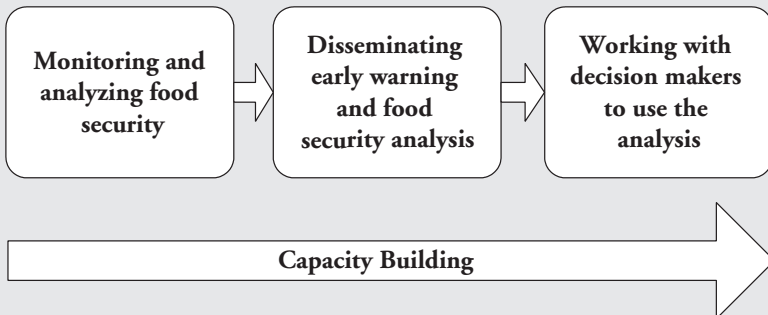 Monitoring and
analyzing food
security
Disseminating
early warning
and food
security analysis
Working with
decision makers
to use the
analysis
Capacity Building